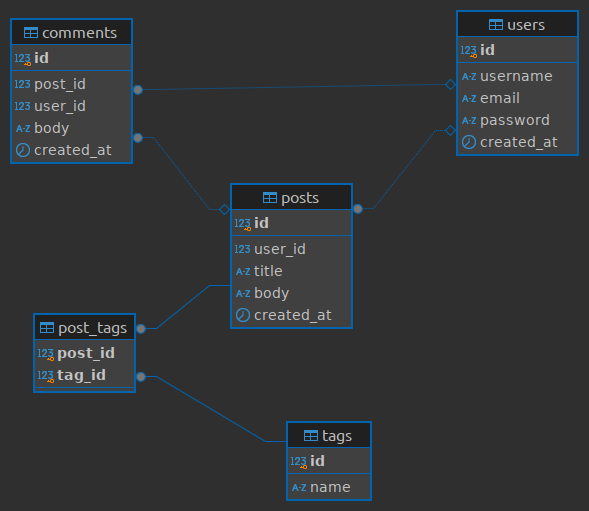 comments
123 id
123 post_id
123 user_id
A-Z body
created_at
users
123 id
A-Z username
A-Z email
A-Z password
created_at
posts
123 id
123 user_id
A-Z title
A-Z body
created_at
post_tags
123 post_id
123 tag_id
tags
123 id
A-Z name